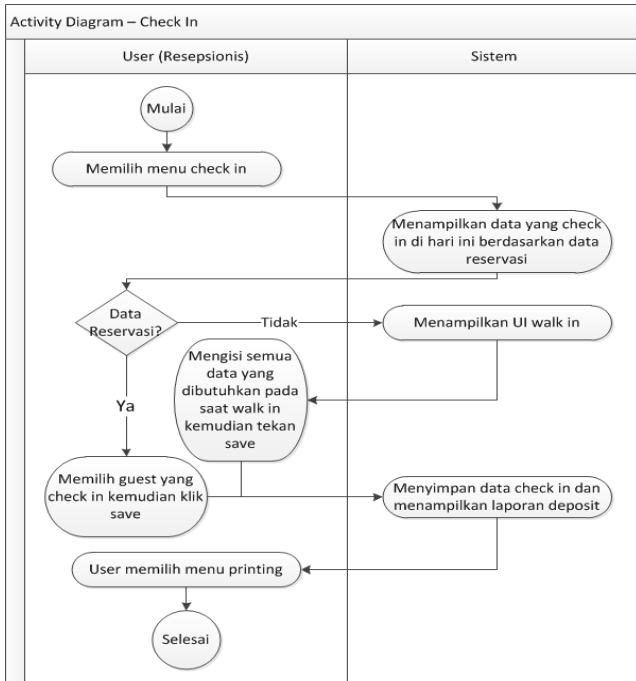 Activity Diagram – Check In
User (Resepsionis)
Sistem
Mulai
Memilih menu check in
Menampilkan data yang check
in di hari ini berdasarkan data
reservasi
Data
Reservasi?
Tidak
Menampilkan UI walk in
Mengisi semua
data yang
dibutuhkan pada
saat walk in
kemudian tekan
save
Ya
Memilih guest yang
check in kemudian klik
save
Menyimpan data check in dan
menampilkan laporan deposit
User memilih menu printing
Selesai